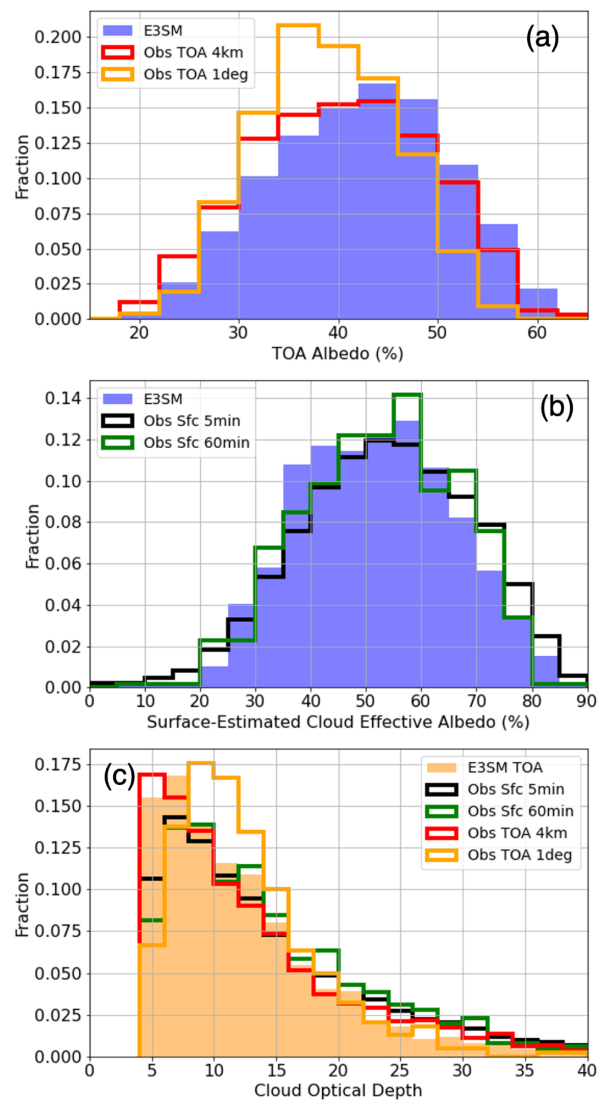 (a)
E3SM
Obs TOA 4km
Obs TOA 1deg
Fraction
0.200
0.175
0.150
0.125
0.100
0.075
0.050
0.025
0.000
20 30 40 50 60
TOA Albedo (%)
(b)
E3SM
Obs Sfc 5min
Obs Sfc 60min
Fraction
0.14
0.12
0.10
0.08
0.06
0.04
0.02
0.00
0 10 20 30 40 50 60 70 80 90
Surface-Estimated Cloud Effective Albedo (%)
(c)
E3SM TOA
Obs Sfc 5min
Obs Sfc 60min
Obs TOA 4km
Obs TOA 1deg
Fraction
0.175
0.150
0.125
0.100
0.075
0.050
0.025
0.000
0 5 10 15 20 25 30 35 40
Cloud Optical Depth